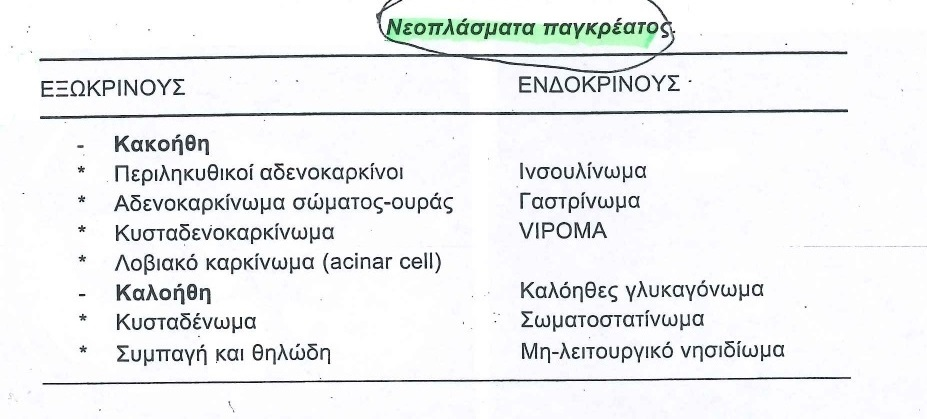 Νεοπλάσματα παγκρέατος.
ΕΞΩΚΡΙΝΟΥΣ ΕΝΔΟΚΡΙΝΟΥΣ
- Κακοήθη
* Περιληκυθικοί αδενοκαρκίνοι Ινσουλίνωμα
* Αδενοκαρκίνωμα σώματος-ουράς Γαστρίνωμα
* Κυσταδενοκαρκίνωμα VIPOMA
* Λοβιακό καρκίνωμα (acinar cell)
- Καλοήθη Καλόηθες γλυκαγόνωμα
* Κυσταδένωμα Σωματοστατίνωμα
* Συμπαγή και θηλώδη Μη-λειτουργικό νησιδίωμα